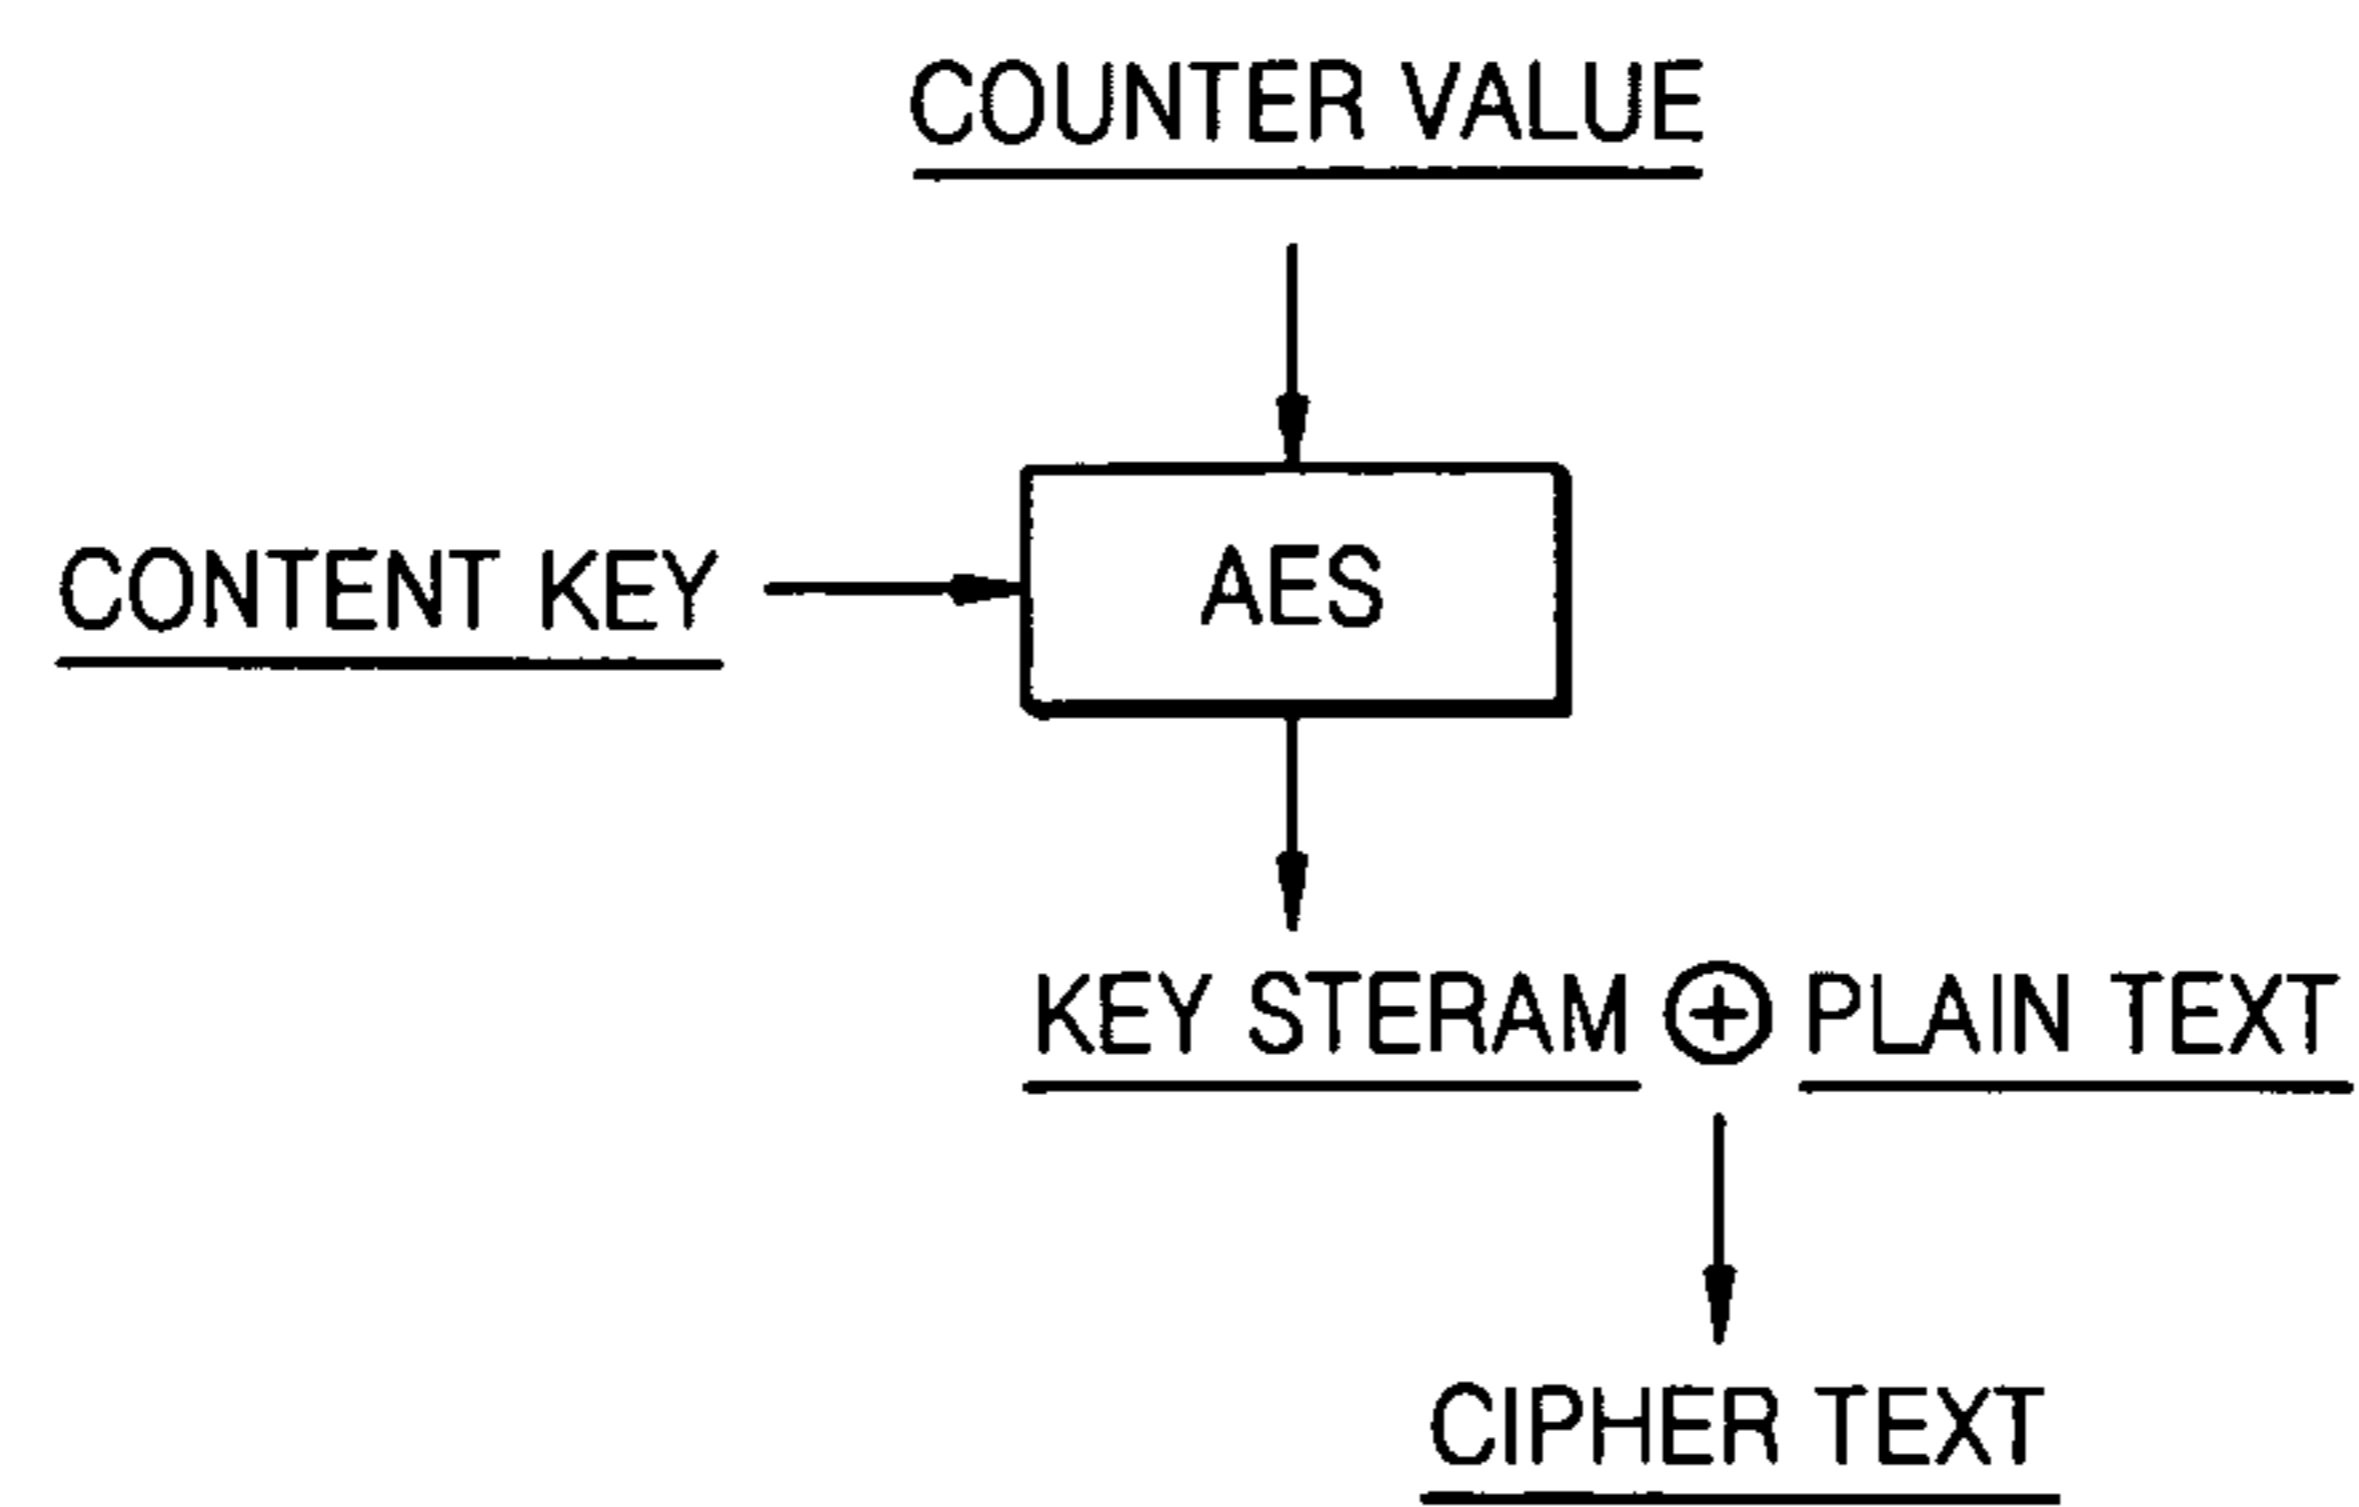 COUNTER VALUE
CONTENT KEY
AES
KEY STERAM ⊕ PLAIN TEXT
CIPHER TEXT